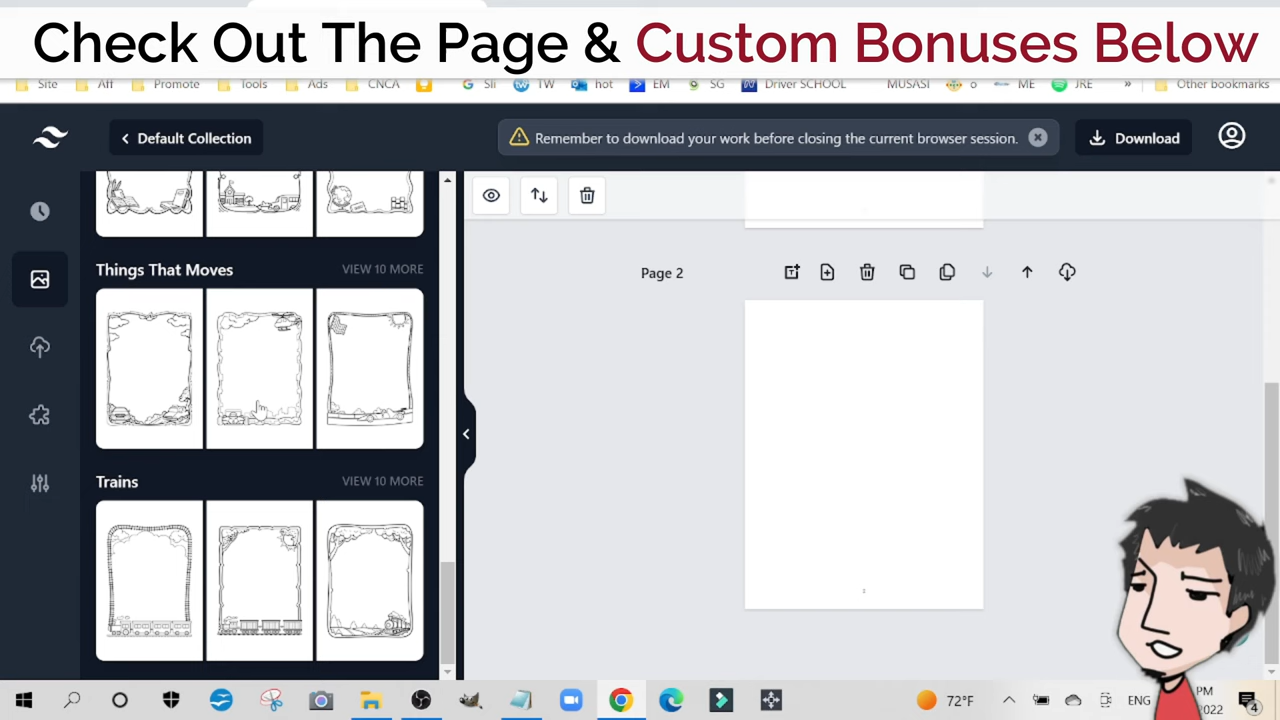 Check Out The Page & Custom Bonuses Below
Site Aff Promote Tools Ads CNCA Sli TW hot EM SG Driver SCHOOL MUSASI o ME JRE » Other bookmarks
Default Collection
Remember to download your work before closing the current browser session.
Download
Things That Moves VIEW 10 MORE
Page 2
Trains VIEW 10 MORE
72°F
ENG
PM
2022
4